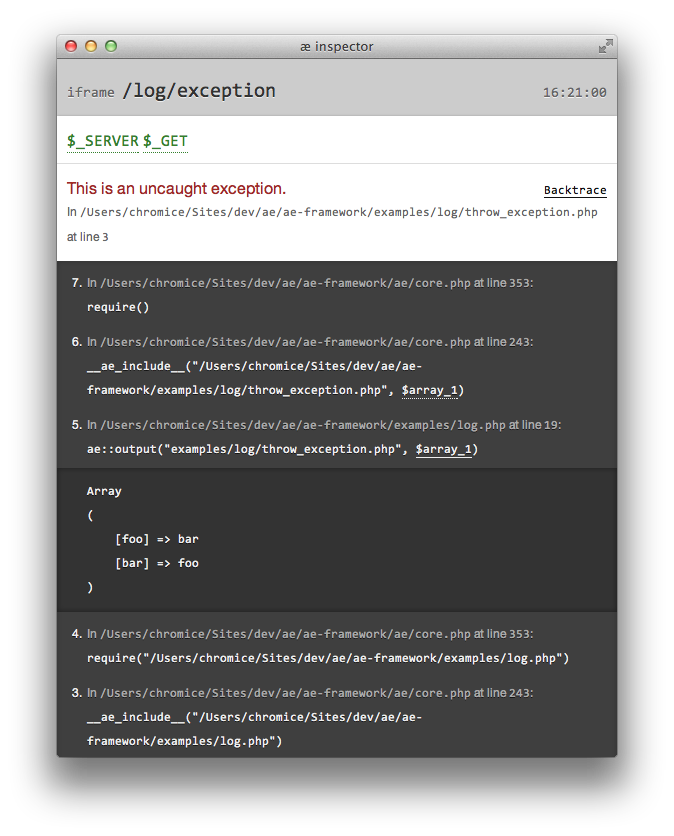 æ inspector
iframe /log/exception 16:21:00
$_SERVER $_GET
This is an uncaught exception. Backtrace
In /Users/chromice/Sites/dev/ae/ae-framework/examples/log/throw_exception.php
at line 3
7. In /Users/chromice/Sites/dev/ae/ae-framework/ae/core.php at line 353:
require()
6. In /Users/chromice/Sites/dev/ae/ae-framework/ae/core.php at line 243:
__ae_include__("/Users/chromice/Sites/dev/ae/ae-
framework/examples/log/throw_exception.php", $array_1)
5. In /Users/chromice/Sites/dev/ae/ae-framework/examples/log.php at line 19:
ae::output("examples/log/throw_exception.php", $array_1)
Array
(
    [foo] => bar
    [bar] => foo
)
4. In /Users/chromice/Sites/dev/ae/ae-framework/ae/core.php at line 353:
require("/Users/chromice/Sites/dev/ae/ae-framework/examples/log.php")
3. In /Users/chromice/Sites/dev/ae/ae-framework/ae/core.php at line 243:
__ae_include__("/Users/chromice/Sites/dev/ae/ae-
framework/examples/log.php")